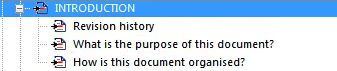 INTRODUCTION
Revision history
What is the purpose of this document?
How is this document organised?